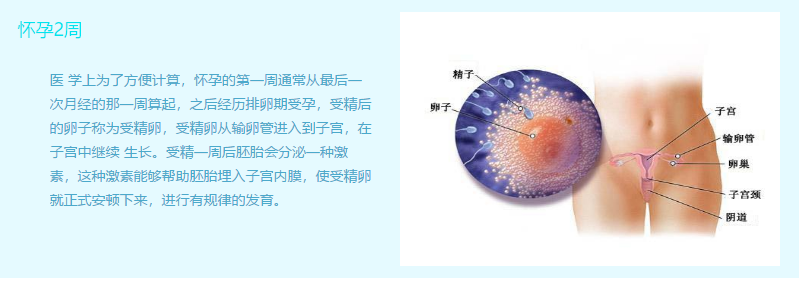 怀孕2周
医 学上为了方便计算，怀孕的第一周通常从最后一
次月经的那一周算起，之后经历排卵期受孕，受精后
的卵子称为受精卵，受精卵从输卵管进入到子宫，在
子宫中继续 生长。受精一周后胚胎会分泌一种激
素，这种激素能够帮助胚胎埋入子宫内膜，使受精卵
就正式安顿下来，进行有规律的发育。
精子
卵子
子宫
输卵管
卵巢
子宫颈
阴道